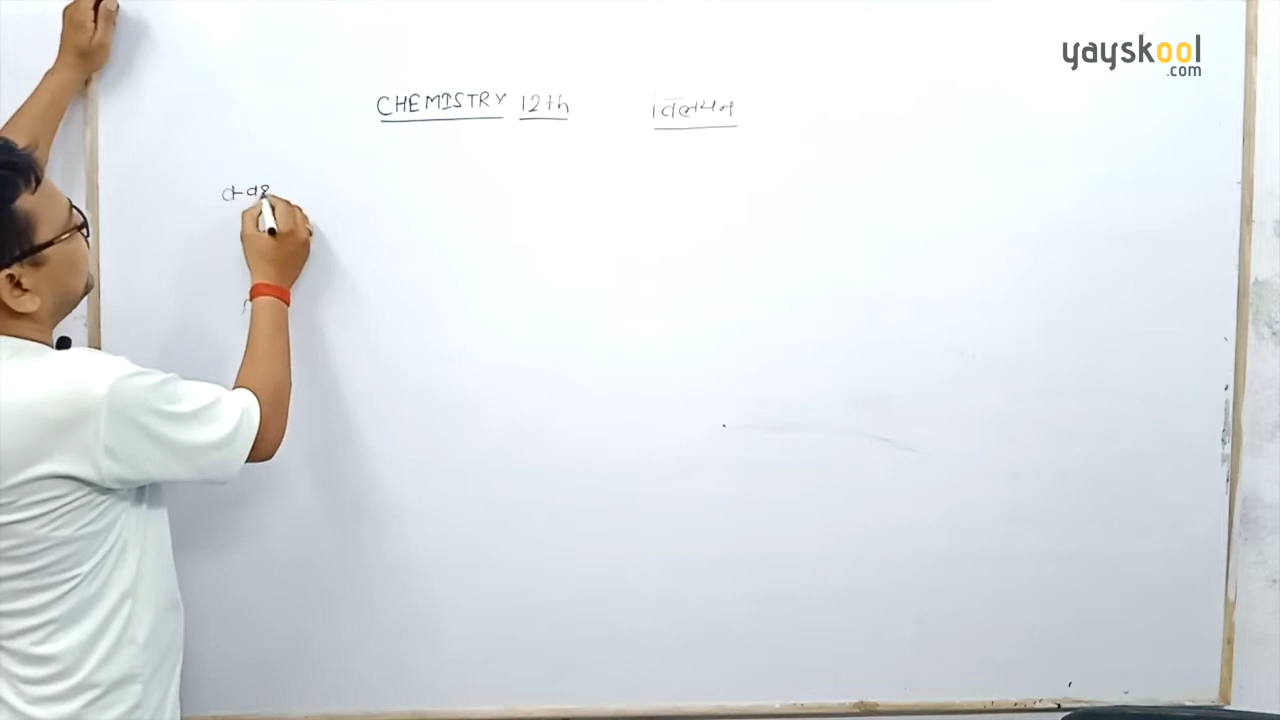 yayskool
.com
CHEMISTRY 12th विलयन